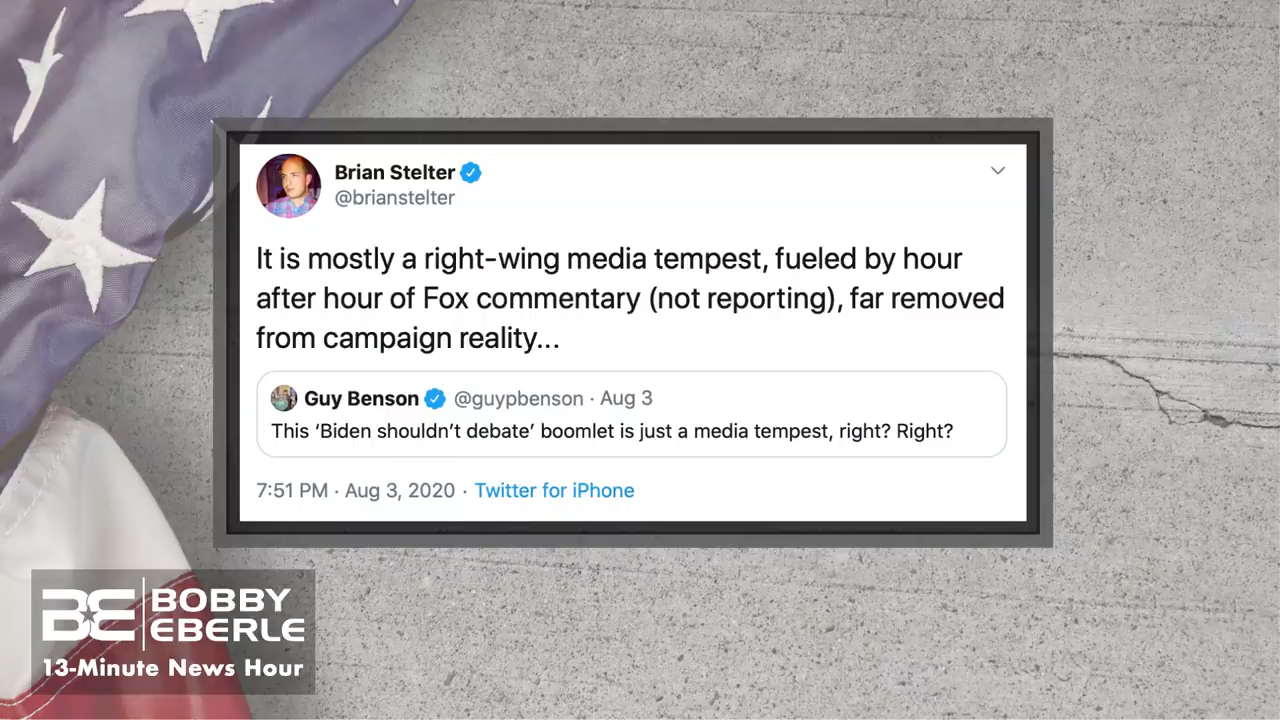 Brian Stelter
@brianstelter
It is mostly a right-wing media tempest, fueled by hour
after hour of Fox commentary (not reporting), far removed
from campaign reality...
Guy Benson @guypbenson · Aug 3
This ‘Biden shouldn’t debate’ boomlet is just a media tempest, right? Right?
7:51 PM · Aug 3, 2020 · Twitter for iPhone
BE BOBBY
EBERLE
13-Minute News Hour